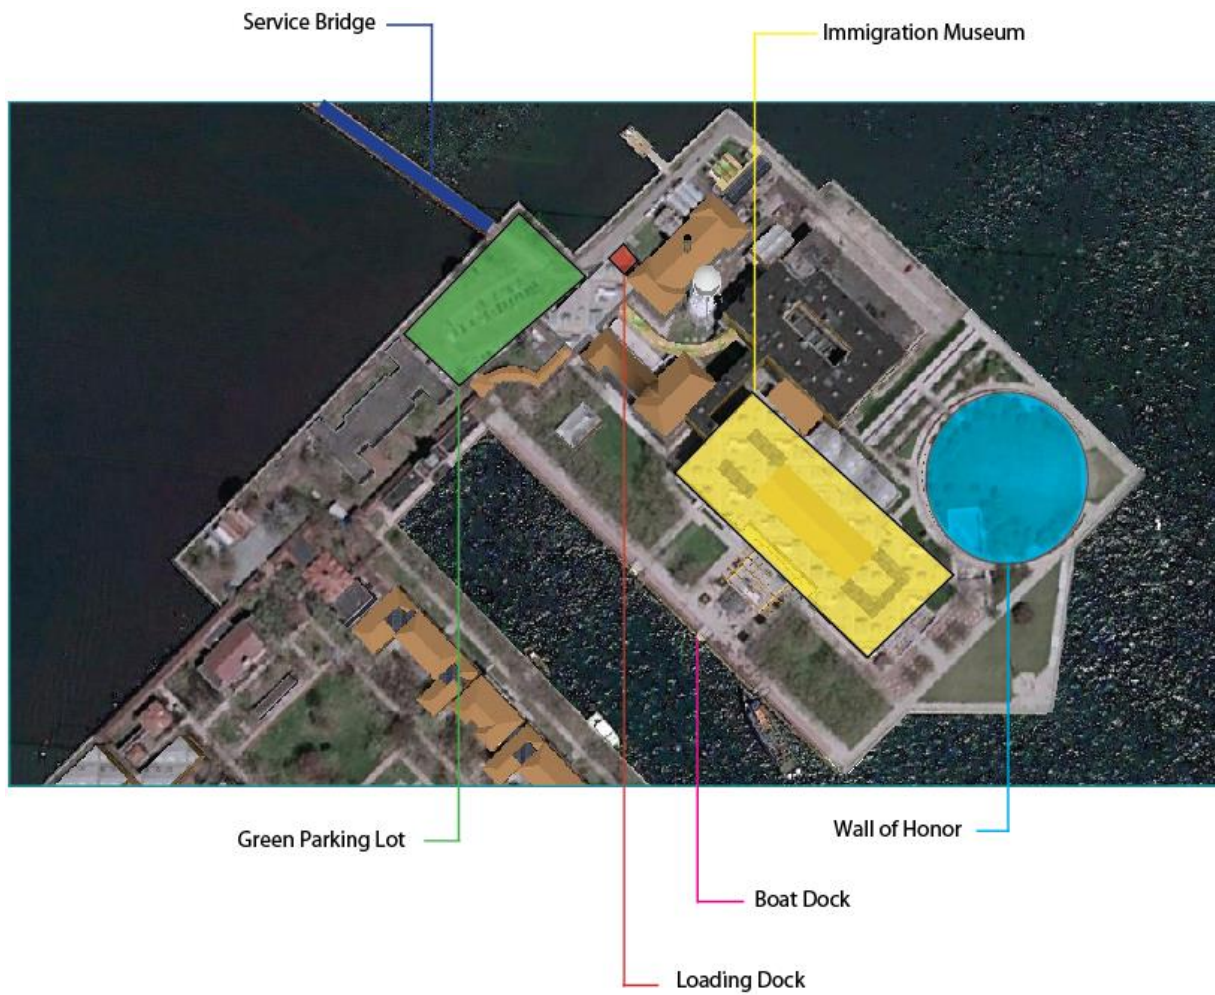 Service Bridge
Immigration Museum
Green Parking Lot
Wall of Honor
Boat Dock
Loading Dock